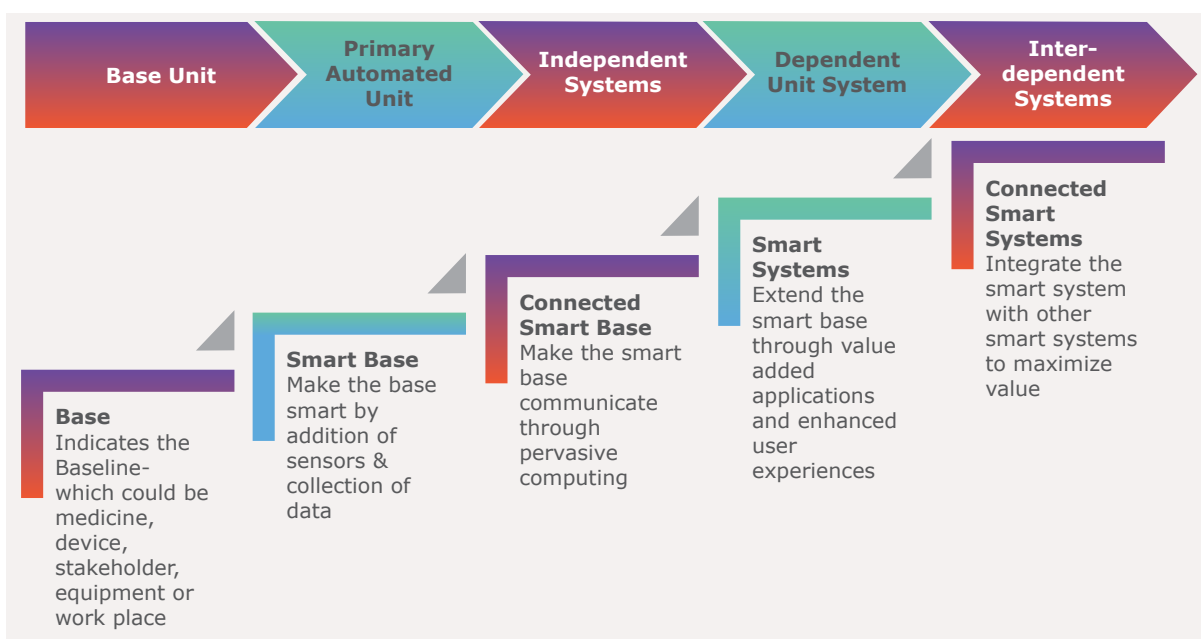 Base Unit
Primary
Automated
Unit
Independent
Systems
Dependent
Unit System
Inter-
dependent
Systems
Base
Indicates the
Baseline-
which could be
medicine,
device,
stakeholder,
equipment or
work place
Smart Base
Make the base
smart by
addition of
sensors &
collection of
data
Connected
Smart Base
Make the smart
base
communicate
through
pervasive
computing
Smart
Systems
Extend the
smart base
through value
added
applications
and enhanced
user
experiences
Connected
Smart
Systems
Integrate the
smart system
with other
smart systems
to maximize
value